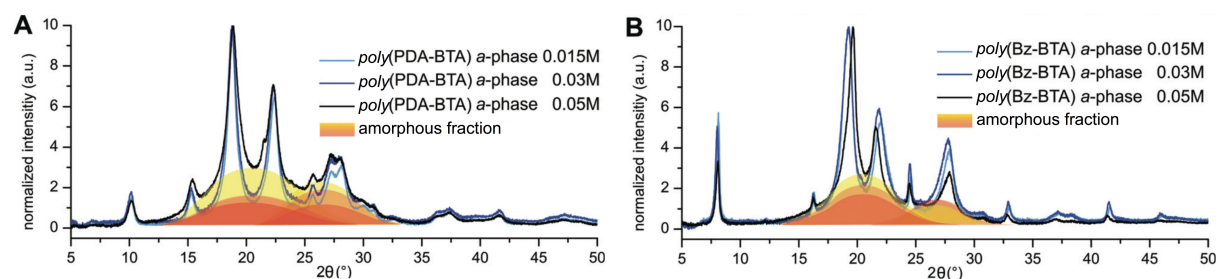 A
normalized intensitiy (a.u.)
10
8
6
4
2
0
poly(PDA-BTA) a-phase 0.015M
poly(PDA-BTA) a-phase 0.03M
poly(PDA-BTA) a-phase 0.05M
amorphous fraction
5 10 15 20 25 30 35 40 45 50
2θ(°)
B
normalized intensity (a.u.)
10
8
6
4
2
0
poly(Bz-BTA) a-phase 0.015M
poly(Bz-BTA) a-phase 0.03M
poly(Bz-BTA) a-phase 0.05M
amorphous fraction
5 10 15 20 25 30 35 40 45 50
2θ(°)